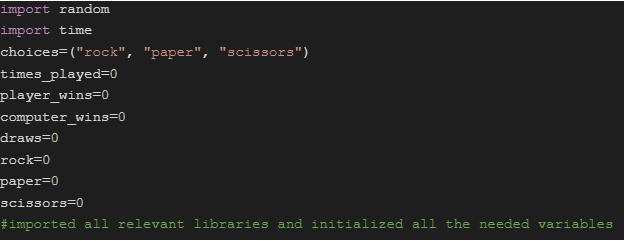 import random
import time
choices=("rock", "paper", "scissors")
times_played=0
player_wins=0
computer_wins=0
draws=0
rock=0
paper=0
scissors=0
#imported all relevant libraries and initialized all the needed variables